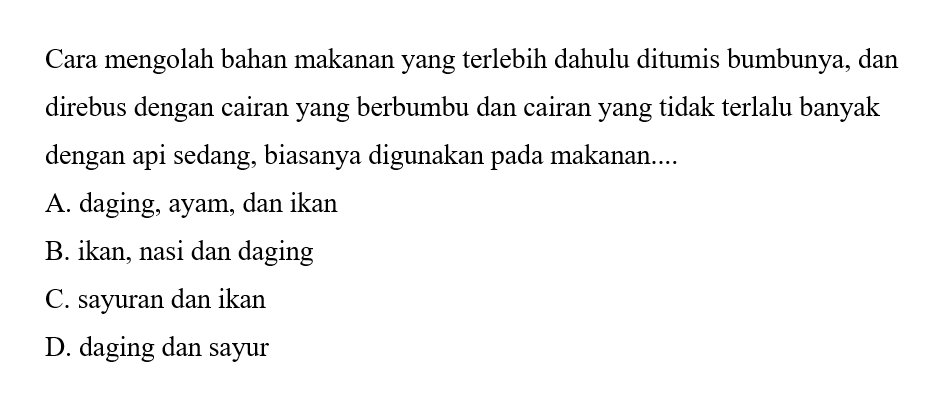 Cara mengolah bahan makanan yang terlebih dahulu ditumis bumbunya, dan
direbus dengan cairan yang berbumbu dan cairan yang tidak terlalu banyak
dengan api sedang, biasanya digunakan pada makanan....
A. daging, ayam, dan ikan
B. ikan, nasi dan daging
C. sayuran dan ikan
D. daging dan sayur